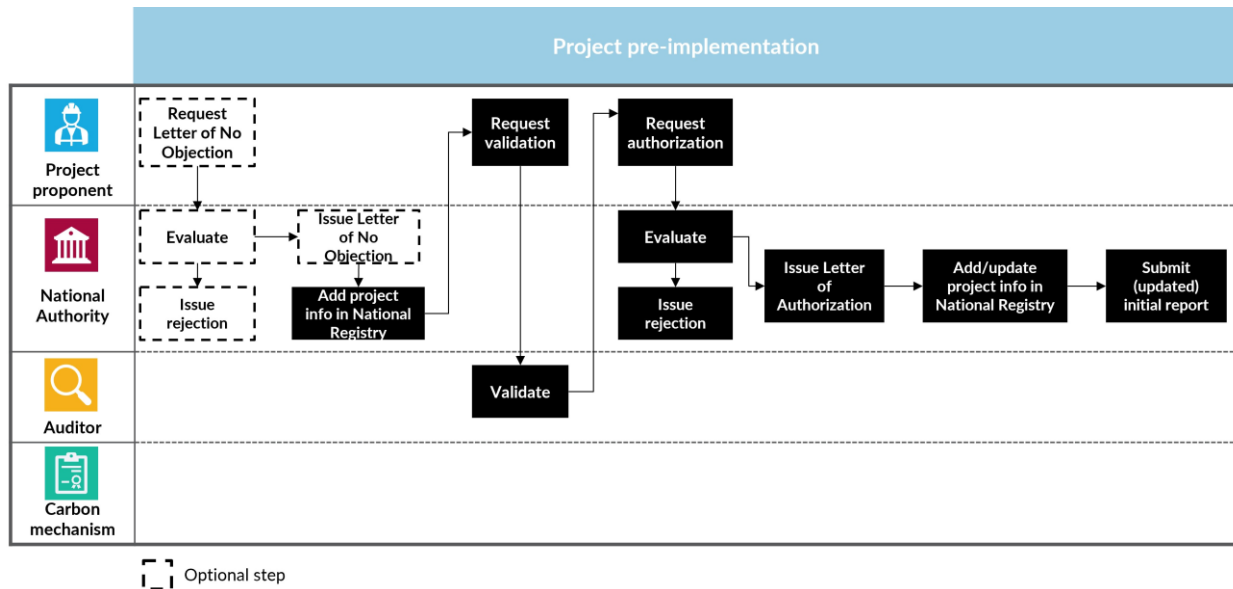 Project pre-implementation
Project
proponent
Request
Letter of No
Objection
Request
validation
Request
authorization
National
Authority
Evaluate
Issue Letter
of No
Objection
Issue
rejection
Add project
info in National
Registry
Evaluate
Issue
rejection
Issue Letter
of
Authorization
Add/update
project info in
National Registry
Submit
(updated)
initial report
Auditor
Validate
Carbon
mechanism
Optional step